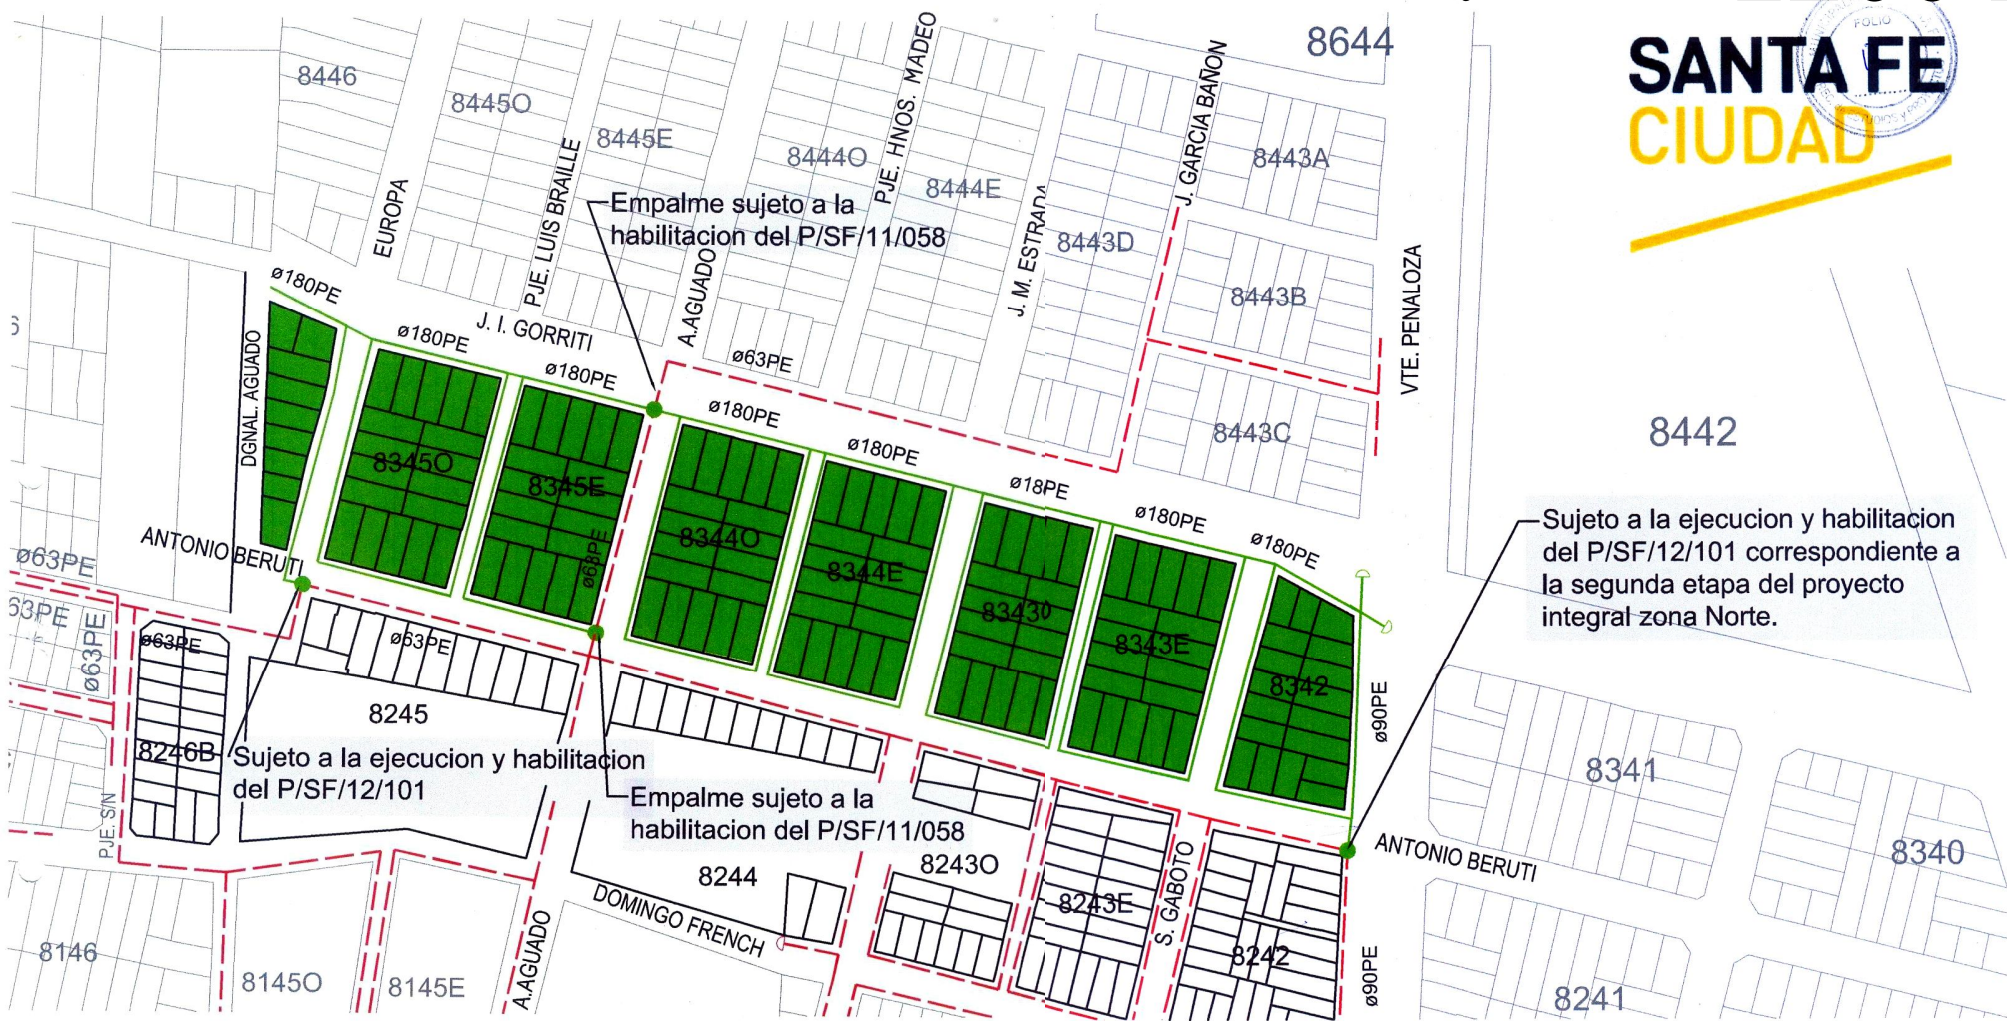 8644
SANTA FE
CIUDAD
FOLIO
8446
8445O
8445E
8444O
8444E
8443A
8443D
8443B
8443C
EUROPA
PJE. LUIS BRAILLE
PJE. HNOS. MADEO
J. GARCIA BAÑON
J. M. ESTRADA
A.AGUADO
VTE. PENALOZA
Empalme sujeto a la
habilitacion del P/SF/11/058
ø180PE
J. I. GORRITI
ø180PE
ø180PE
ø63PE
ø180PE
ø180PE
ø18PE
ø180PE
ø180PE
DGNAL. AGUADO
8345O
8345E
8344O
8344E
8343O
8343E
8342
8442
ø63PE
ø90PE
Sujeto a la ejecucion y habilitacion
del P/SF/12/101 correspondiente a
la segunda etapa del proyecto
integral zona Norte.
ANTONIO BERUTI
ø63PE
63PE
ø63PE
ø63PE
ø63PE
8245
8246B
Sujeto a la ejecucion y habilitacion
del P/SF/12/101
Empalme sujeto a la
habilitacion del P/SF/11/058
PJE. S/N
8341
8340
ANTONIO BERUTI
8244
8243O
8243E
S. GABOTO
8242
DOMINGO FRENCH
A.AGUADO
8146
8145O
8145E
ø90PE
8241